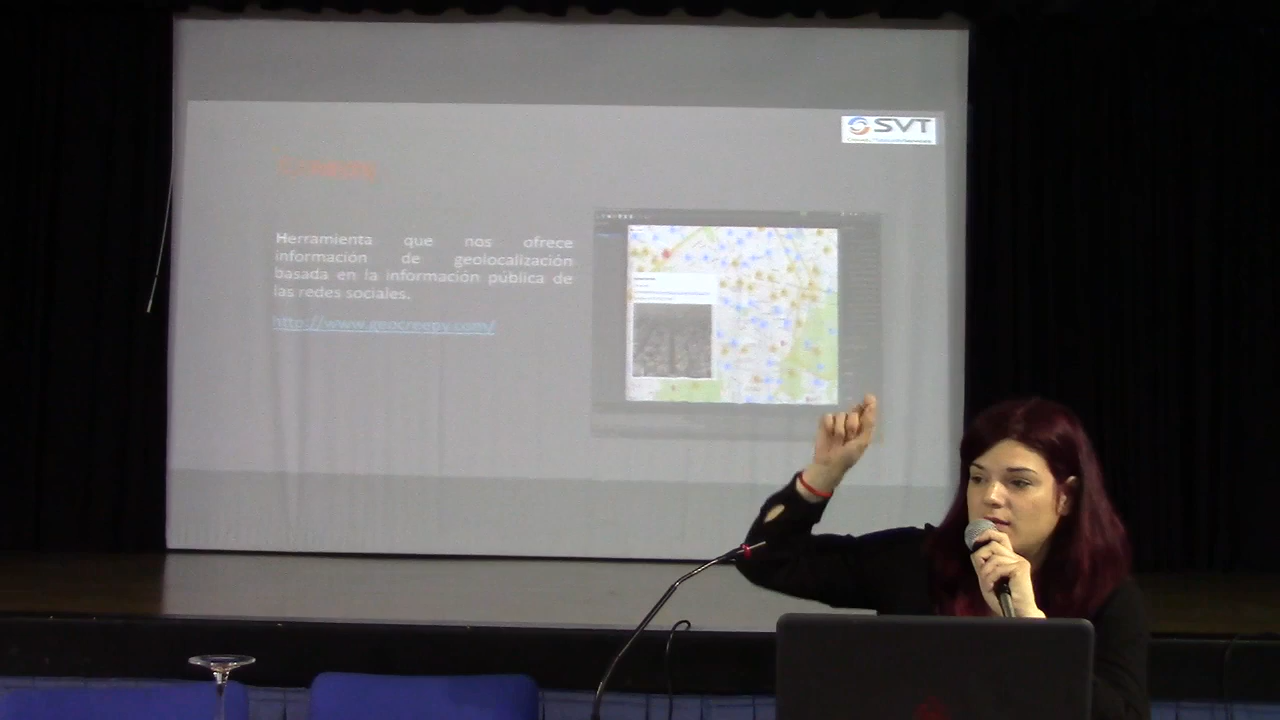 SVT
Creepy
Herramienta que nos ofrece
información de geolocalización
basada en la información pública de
las redes sociales.
http://www.geocreepy.com/